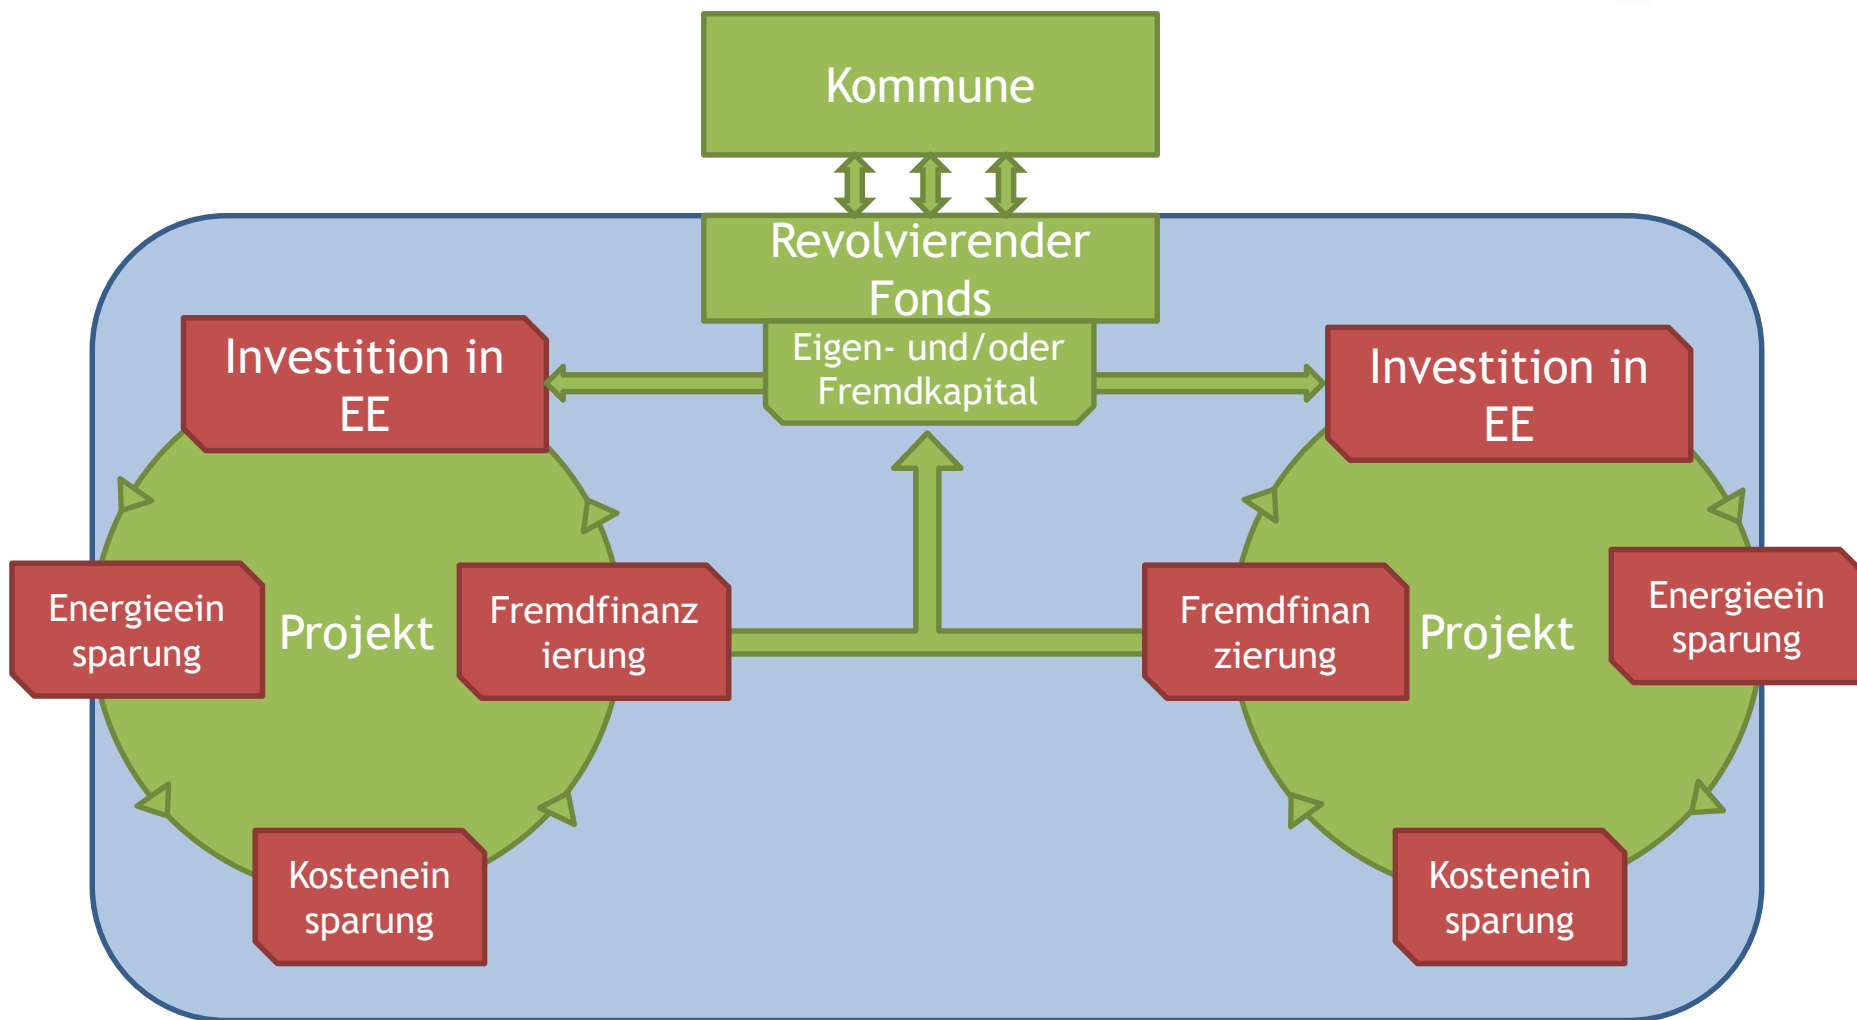 Kommune
Revolvierender
Fonds
Eigen- und/oder
Fremdkapital
Investition in
EE
Investition in
EE
Energieein
sparung
Projekt
Fremdfinanz
ierung
Fremdfinan
zierung
Projekt
Energieein
sparung
Kostenein
sparung
Kostenein
sparung